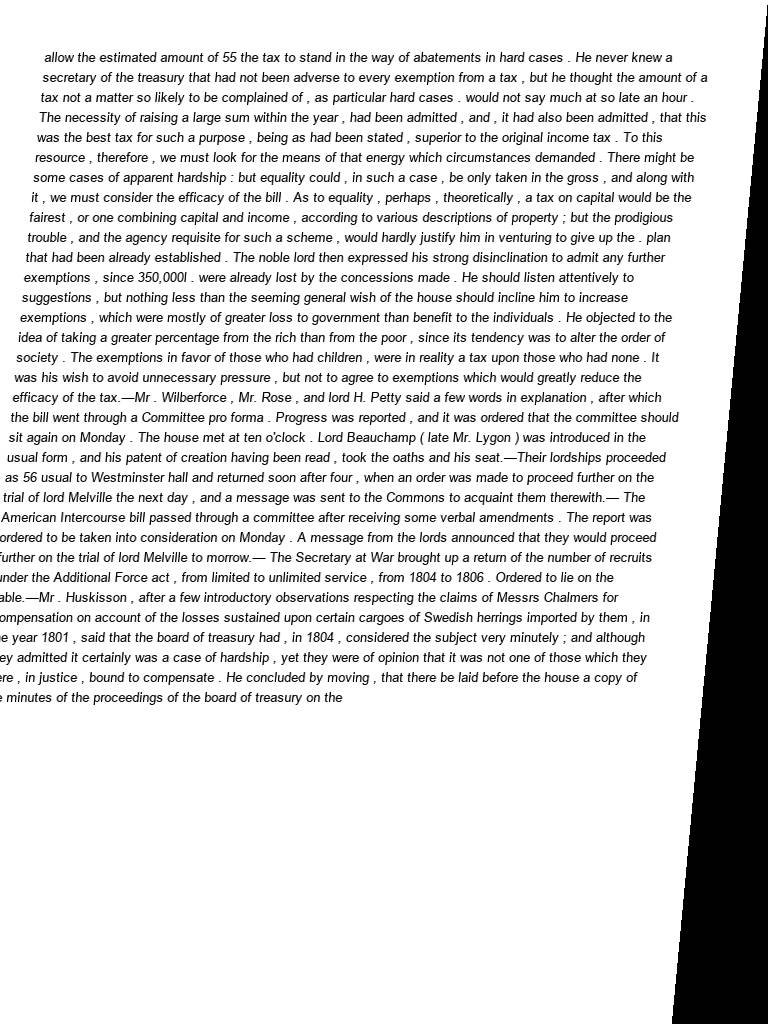 allow the estimated amount of 55 the tax to stand in the way of abatements in hard cases . He never knew a
secretary of the treasury that had not been adverse to every exemption from a tax , but he thought the amount of a
tax not a matter so likely to be complained of , as particular hard cases . would not say much at so late an hour .
The necessity of raising a large sum within the year , had been admitted , and , it had also been admitted , that this
was the best tax for such a purpose , being as had been stated , superior to the original income tax . To this
resource , therefore , we must look for the means of that energy which circumstances demanded . There might be
some cases of apparent hardship : but equality could , in such a case , be only taken in the gross , and along with
it , we must consider the efficacy of the bill . As to equality , perhaps , theoretically , a tax on capital would be the
fairest , or one combining capital and income , according to various descriptions of property ; but the prodigious
trouble , and the agency requisite for such a scheme , would hardly justify him in venturing to give up the . plan
that had been already established . The noble lord then expressed his strong disinclination to admit any further
exemptions , since 350,000l . were already lost by the concessions made . He should listen attentively to
suggestions , but nothing less than the seeming general wish of the house should incline him to increase
exemptions , which were mostly of greater loss to government than benefit to the individuals . He objected to the
idea of taking a greater percentage from the rich than from the poor , since its tendency was to alter the order of
society . The exemptions in favor of those who had children , were in reality a tax upon those who had none . It
was his wish to avoid unnecessary pressure , but not to agree to exemptions which would greatly reduce the
efficacy of the tax.—Mr . Wilberforce , Mr. Rose , and lord H. Petty said a few words in explanation , after which
the bill went through a Committee pro forma . Progress was reported , and it was ordered that the committee should
sit again on Monday . The house met at ten o'clock . Lord Beauchamp ( late Mr. Lygon ) was introduced in the
usual form , and his patent of creation having been read , took the oaths and his seat.—Their lordships proceeded
as 56 usual to Westminster hall and returned soon after four , when an order was made to proceed further on the
trial of lord Melville the next day , and a message was sent to the Commons to acquaint them therewith.— The
American Intercourse bill passed through a committee after receiving some verbal amendments . The report was
ordered to be taken into consideration on Monday . A message from the lords announced that they would proceed
further on the trial of lord Melville to morrow.— The Secretary at War brought up a return of the number of recruits
under the Additional Force act , from limited to unlimited service , from 1804 to 1806 . Ordered to lie on the
able.—Mr . Huskisson , after a few introductory observations respecting the claims of Messrs Chalmers for
ompensation on account of the losses sustained upon certain cargoes of Swedish herrings imported by them , in
e year 1801 , said that the board of treasury had , in 1804 , considered the subject very minutely ; and although
ey admitted it certainly was a case of hardship , yet they were of opinion that it was not one of those which they
ere , in justice , bound to compensate . He concluded by moving , that there be laid before the house a copy of
e minutes of the proceedings of the board of treasury on the